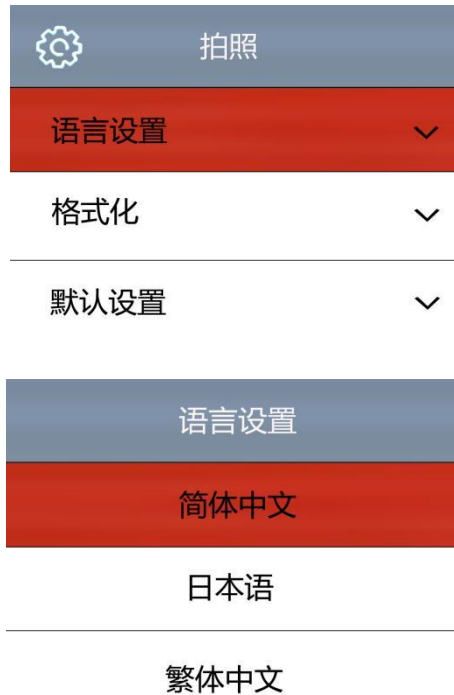 拍照
语言设置
格式化
默认设置
语言设置
简体中文
日本语
繁体中文